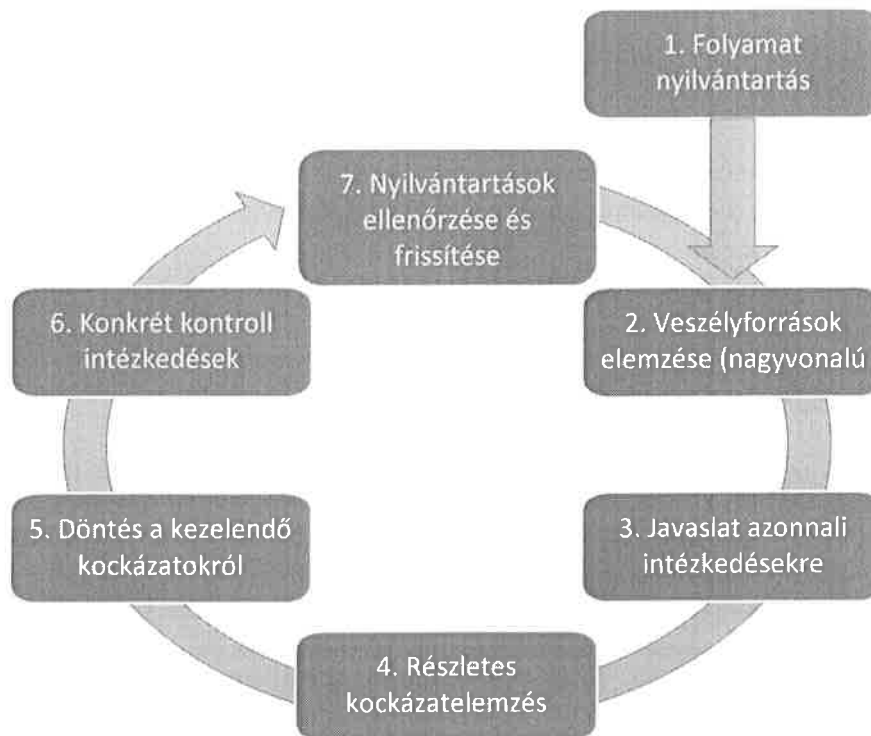 1. Folyamat
nyilvántartás
7. Nyilvántartások
ellenőrzése és
frissítése
2. Veszélyforrások
elemzése (nagyvonalú
3. Javaslat azonnali
intézkedésekre
4. Részletes
kockázatelemzés
5. Döntés a kezelendő
kockázatokról
6. Konkrét kontroll
intézkedések